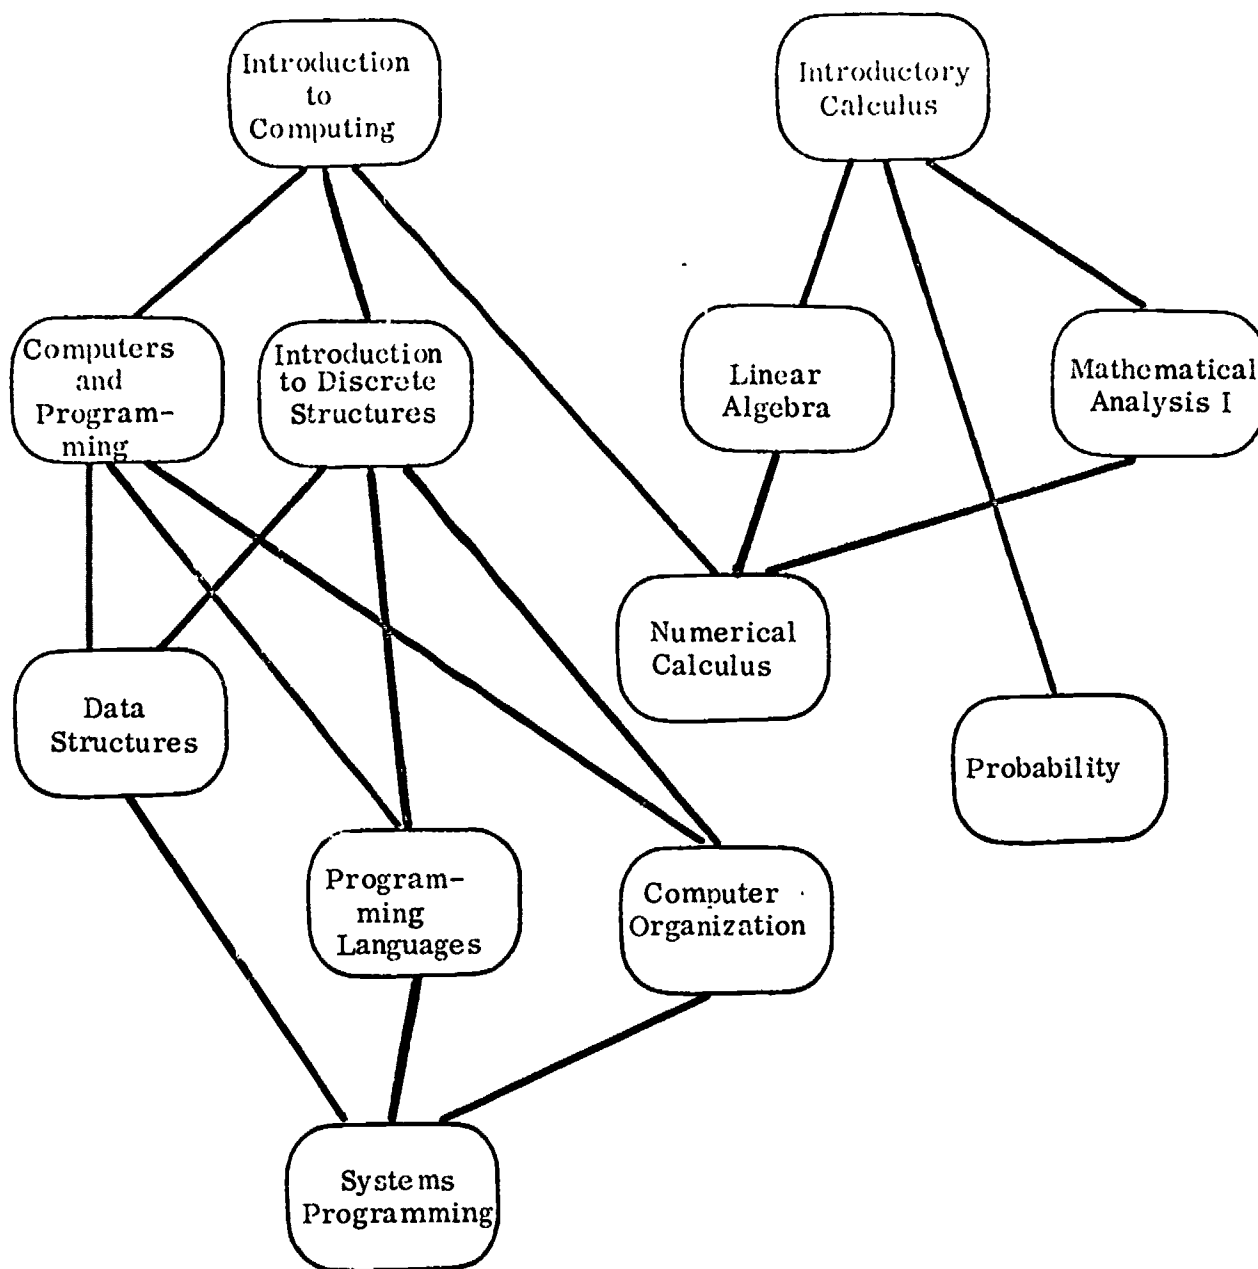 Introduction
to
Computing
Introductory
Calculus
Computers
and
Program-
ming
Introduction
to Discrete
Structures
Linear
Algebra
Mathematical
Analysis I
Numerical
Calculus
Data
Structures
Probability
Program-
ming
Languages
Computer
Organization
Systems
Programming